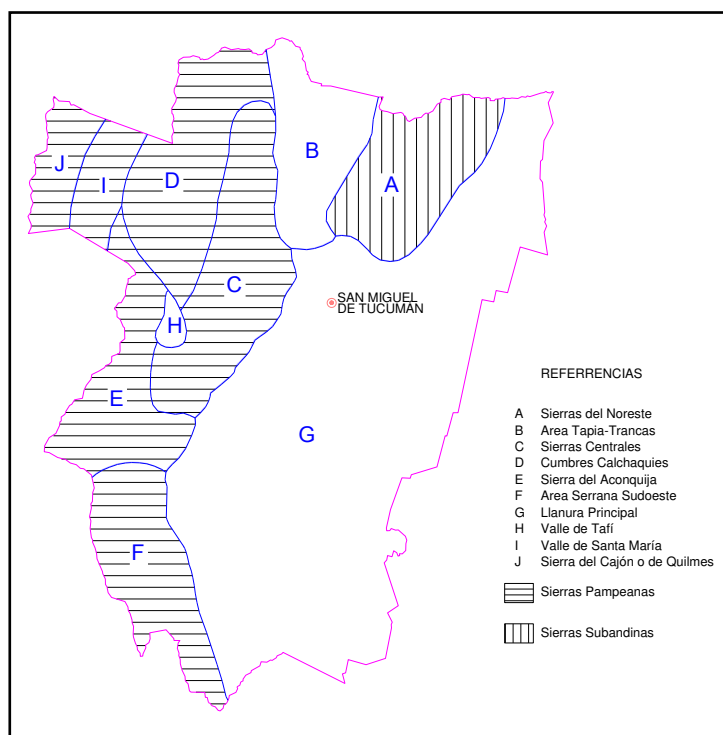 B
J
I
D
A
C
SAN MIGUEL
DE TUCUMAN
H
E
G
F
REFERRENCIAS
A Sierras del Noreste
B Area Tapia-Trancas
C Sierras Centrales
D Cumbres Calchaquies
E Sierra del Aconquija
F Area Serrana Sudoeste
G Llanura Principal
H Valle de Tafí
I Valle de Santa María
J Sierra del Cajón o de Quilmes
Sierras Pampeanas
Sierras Subandinas